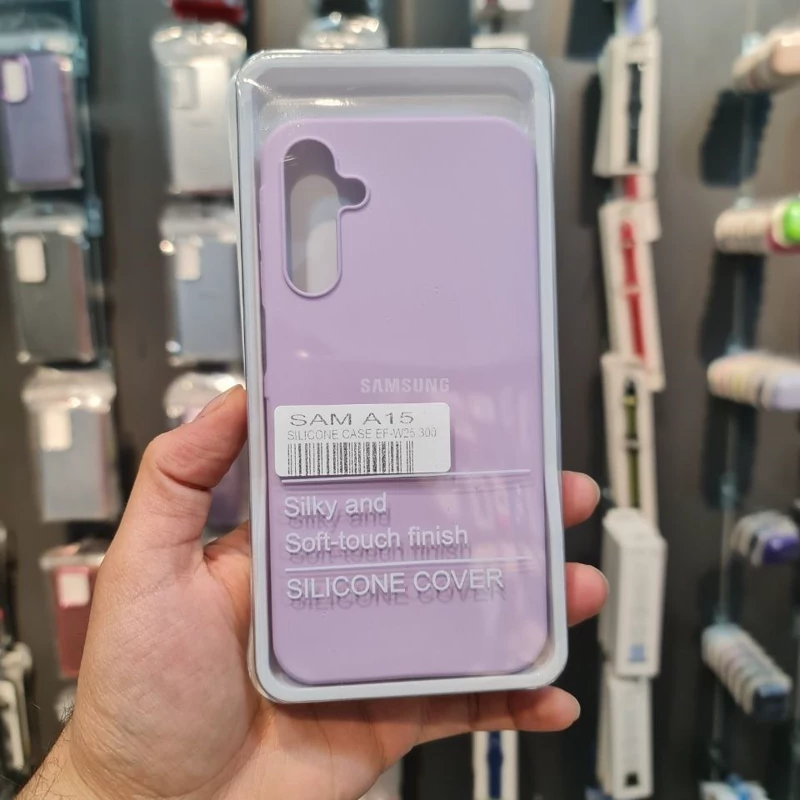 SAMSUNG
SAM A15
SILICONE CASE EF-W25 300
Silky and
Soft-touch finish
SILICONE COVER